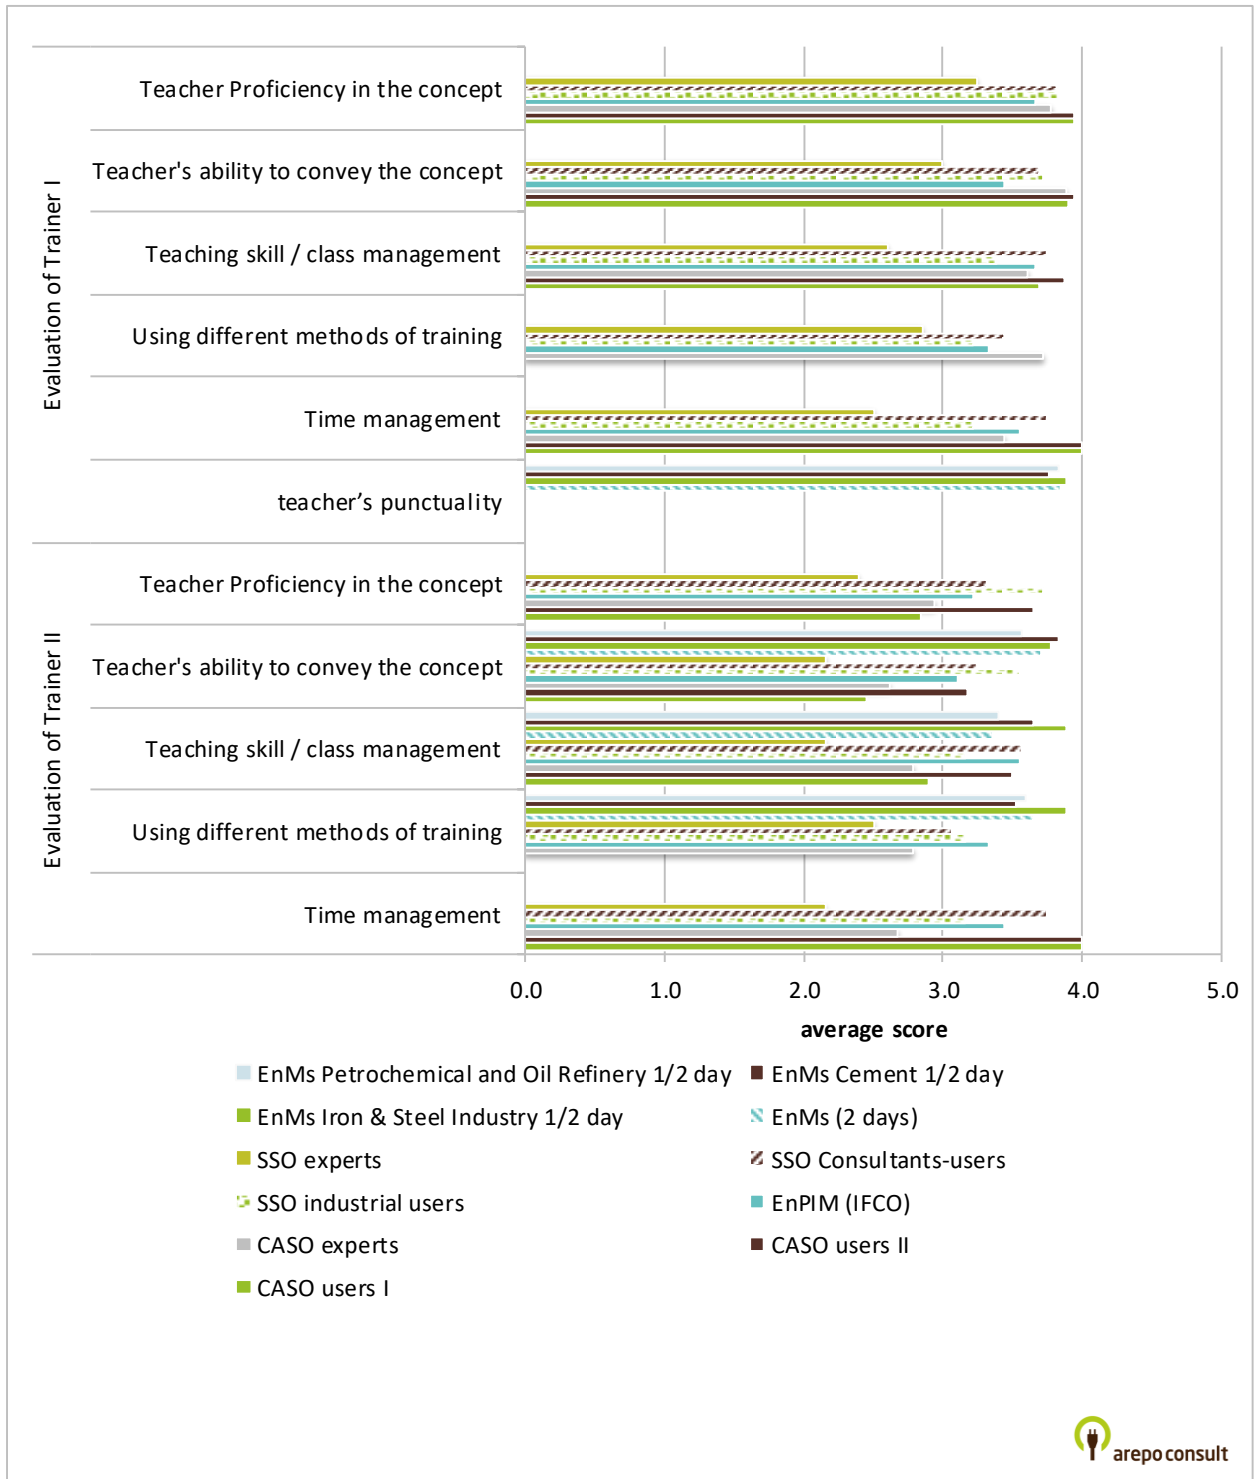 Evaluation of Trainer I
Teacher Proficiency in the concept
Teacher's ability to convey the concept
Teaching skill / class management
Using different methods of training
Time management
teacher’s punctuality
Evaluation of Trainer II
Teacher Proficiency in the concept
Teacher's ability to convey the concept
Teaching skill / class management
Using different methods of training
Time management
0.0 1.0 2.0 3.0 4.0 5.0
average score
EnMs Petrochemical and Oil Refinery 1/2 day EnMs Cement 1/2 day
EnMs Iron & Steel Industry 1/2 day EnMs (2 days)
SSO experts SSO Consultants-users
SSO industrial users EnPIM (IFCO)
CASO experts CASO users II
CASO users I
arepoconsult